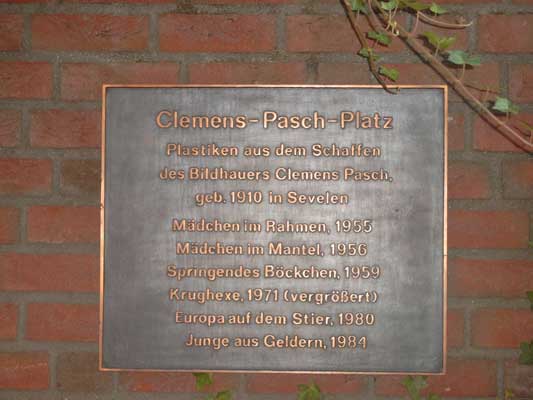 Clemens-Pasch-Platz
Plastiken aus dem Schaffen
des Bildhauers Clemens Pasch,
geb. 1910 in Sevelen
Mädchen im Rahmen, 1955
Mädchen im Mantel, 1956
Springendes Böckchen, 1959
Krughexe, 1971 (vergrößert)
Europa auf dem Stier, 1980
Junge aus Geldern, 1984